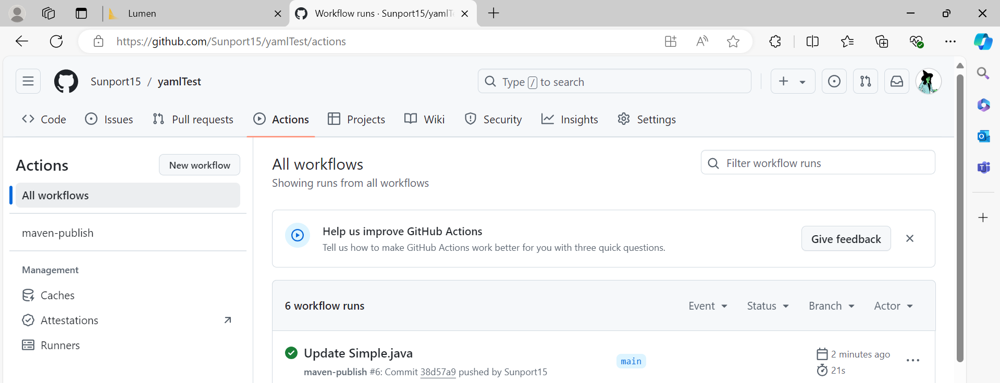 Lumen
Workflow runs · Sunport15/yamlT
https://github.com/Sunport15/yamlTest/actions
Sunport15 / yamlTest
Type / to search
Code Issues Pull requests Actions Projects Wiki Security Insights Settings
Actions
New workflow
All workflows
maven-publish
Management
Caches
Attestations
Runners
All workflows
Showing runs from all workflows
Filter workflow runs
Help us improve GitHub Actions
Tell us how to make GitHub Actions work better for you with three quick questions.
Give feedback
6 workflow runs
Event Status Branch Actor
Update Simple.java
maven-publish #6: Commit 38d57a9 pushed by Sunport15
main
2 minutes ago
21s